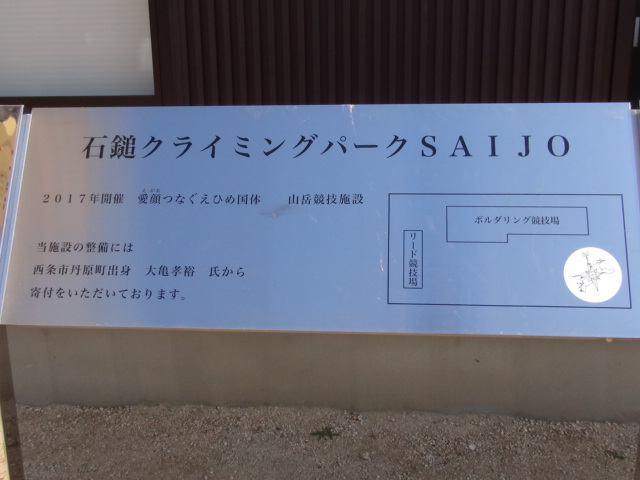 石鎚クライミングパークＳＡＩＪＯ
２０１７年開催　愛顔つなぐえひめ国体　　山岳競技施設
えがお
当施設の整備には
西条市丹原町出身　大亀孝裕　氏から
寄付をいただいております。
ボルダリング競技場
リード競技場